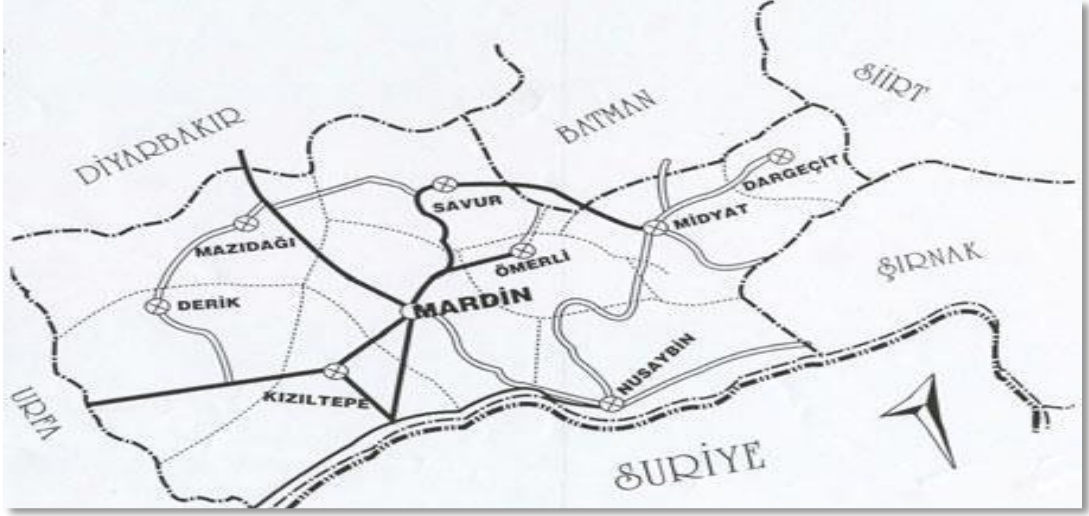 SİİRT
DİYARBAKIR
BATMAN
DARGEÇİT
SAVUR
MİDYAT
MAZIDAĞI
ÖMERLİ
ŞIRNAK
DERİK
MARDİN
NUSAYBİN
KIZILTEPE
URFA
SURİYE